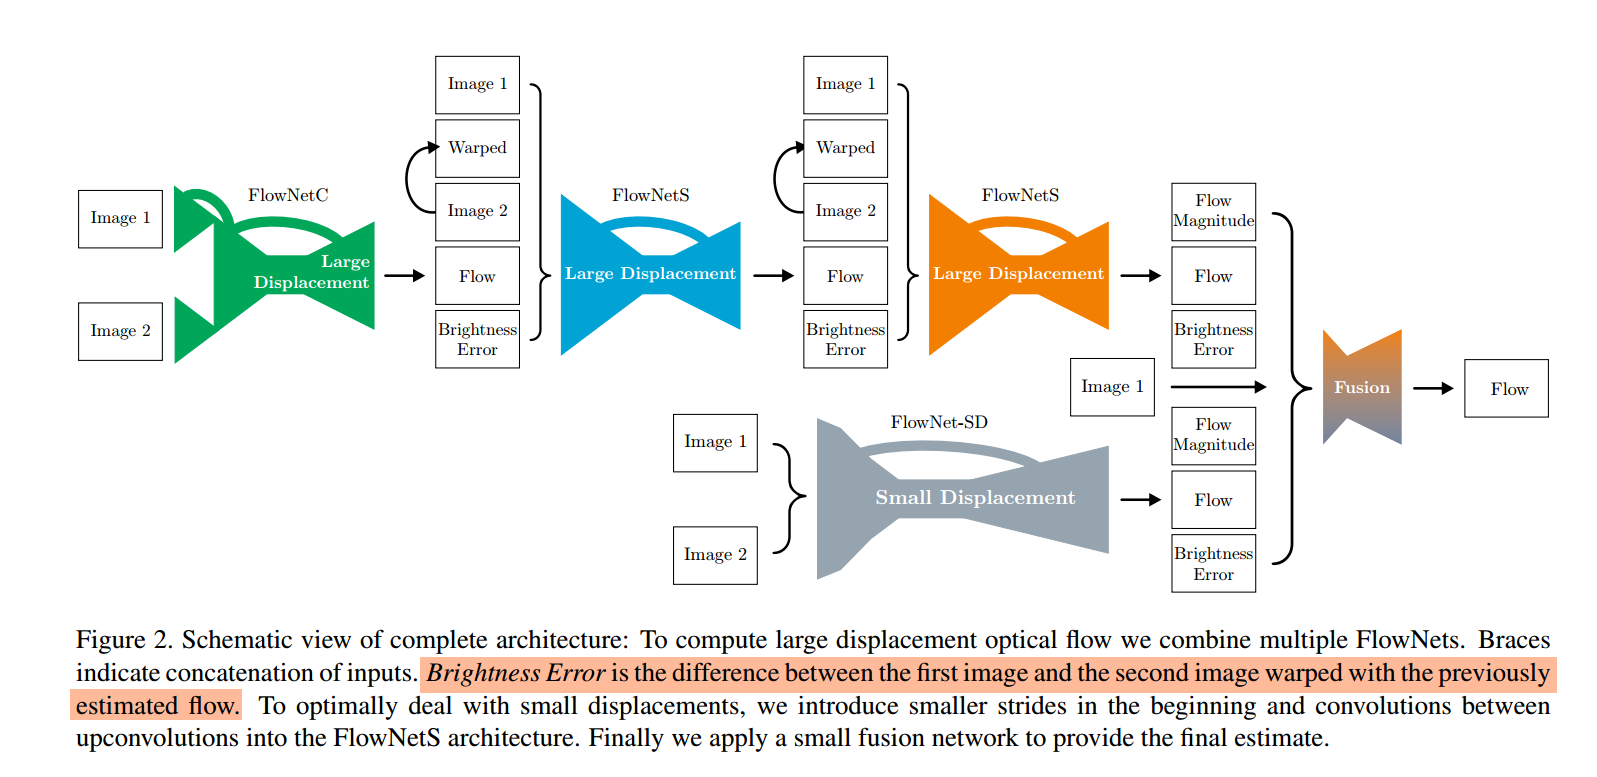 Image 1
Image 2
FlowNetC
Large
Displacement
Image 1
Warped
Image 2
Flow
Brightness
Error
FlowNetS
Large Displacement
Image 1
Warped
Image 2
Flow
Brightness
Error
FlowNetS
Large Displacement
Flow
Magnitude
Flow
Brightness
Error
Image 1
Image 1
Image 2
FlowNet-SD
Small Displacement
Flow
Magnitude
Flow
Brightness
Error
Fusion
Flow
Figure 2. Schematic view of complete architecture: To compute large displacement optical flow we combine multiple FlowNets. Braces
indicate concatenation of inputs. Brightness Error is the difference between the first image and the second image warped with the previously
estimated flow. To optimally deal with small displacements, we introduce smaller strides in the beginning and convolutions between
upconvolutions into the FlowNetS architecture. Finally we apply a small fusion network to provide the final estimate.